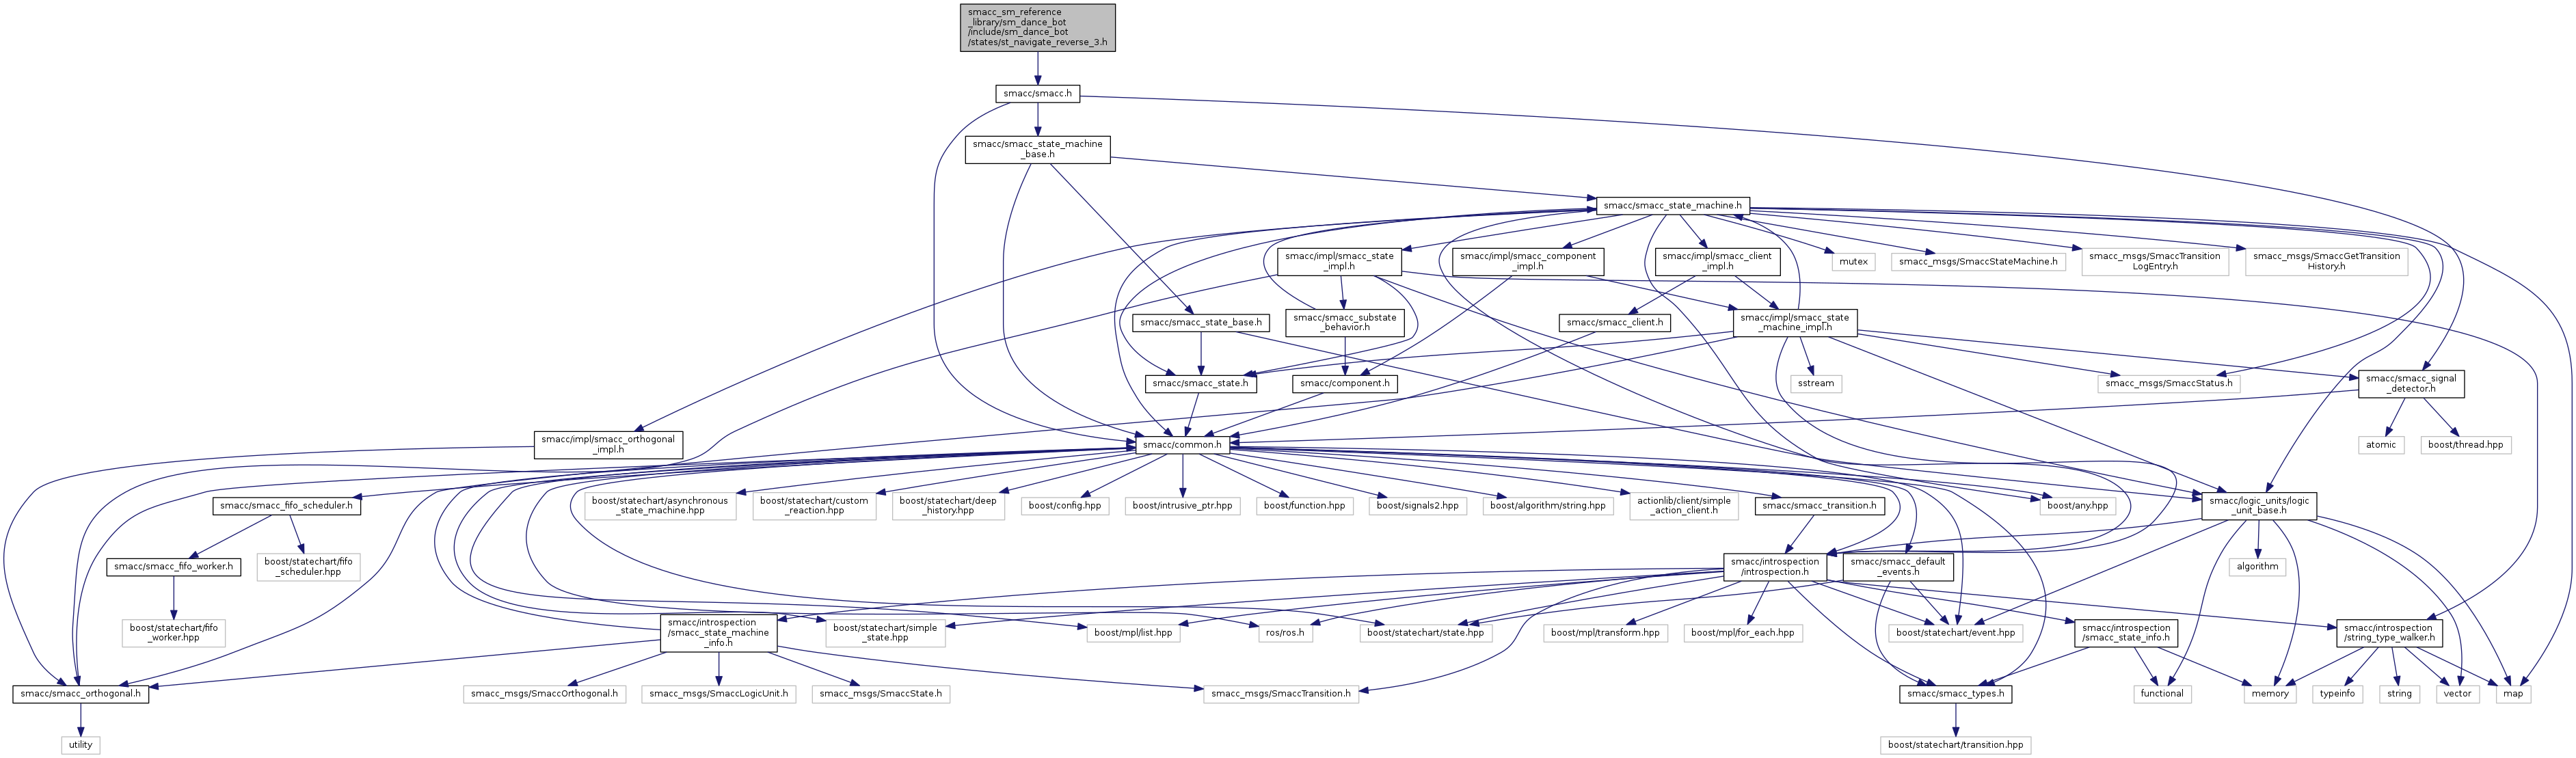 smacc_sm_reference
_library/sm_dance_bot
/include/sm_dance_bot
/states/st_navigate_reverse_3.h
smacc/smacc.h
smacc/smacc_state_machine
_base.h
smacc/smacc_state_machine.h
smacc/impl/smacc_state
_impl.h
smacc/impl/smacc_component
_impl.h
smacc/impl/smacc_client
_impl.h
mutex
smacc_msgs/SmaccStateMachine.h
smacc_msgs/SmaccTransition
LogEntry.h
smacc_msgs/SmaccGetTransition
History.h
smacc/smacc_state_base.h
smacc/smacc_substate
_behavior.h
smacc/smacc_client.h
smacc/impl/smacc_state
_machine_impl.h
smacc/smacc_state.h
smacc/component.h
sstream
smacc_msgs/SmaccStatus.h
smacc/smacc_signal
_detector.h
smacc/impl/smacc_orthogonal
_impl.h
smacc/common.h
atomic
boost/thread.hpp
smacc/smacc_fifo_scheduler.h
boost/statechart/asynchronous
_state_machine.hpp
boost/statechart/custom
_reaction.hpp
boost/statechart/deep
_history.hpp
boost/config.hpp
boost/intrusive_ptr.hpp
boost/function.hpp
boost/signals2.hpp
boost/algorithm/string.hpp
actionlib/client/simple
_action_client.h
smacc/smacc_transition.h
boost/any.hpp
smacc/logic_units/logic
_unit_base.h
smacc/smacc_fifo_worker.h
boost/statechart/fifo
_scheduler.hpp
smacc/introspection
/introspection.h
smacc/smacc_default
_events.h
algorithm
boost/statechart/fifo
_worker.hpp
smacc/introspection
/smacc_state_machine
_info.h
boost/statechart/simple
_state.hpp
boost/mpl/list.hpp
ros/ros.h
boost/statechart/state.hpp
boost/mpl/transform.hpp
boost/mpl/for_each.hpp
boost/statechart/event.hpp
smacc/introspection
/smacc_state_info.h
smacc/introspection
/string_type_walker.h
smacc/smacc_orthogonal.h
smacc_msgs/SmaccOrthogonal.h
smacc_msgs/SmaccLogicUnit.h
smacc_msgs/SmaccState.h
smacc_msgs/SmaccTransition.h
smacc/smacc_types.h
functional
memory
typeinfo
string
vector
map
utility
boost/statechart/transition.hpp